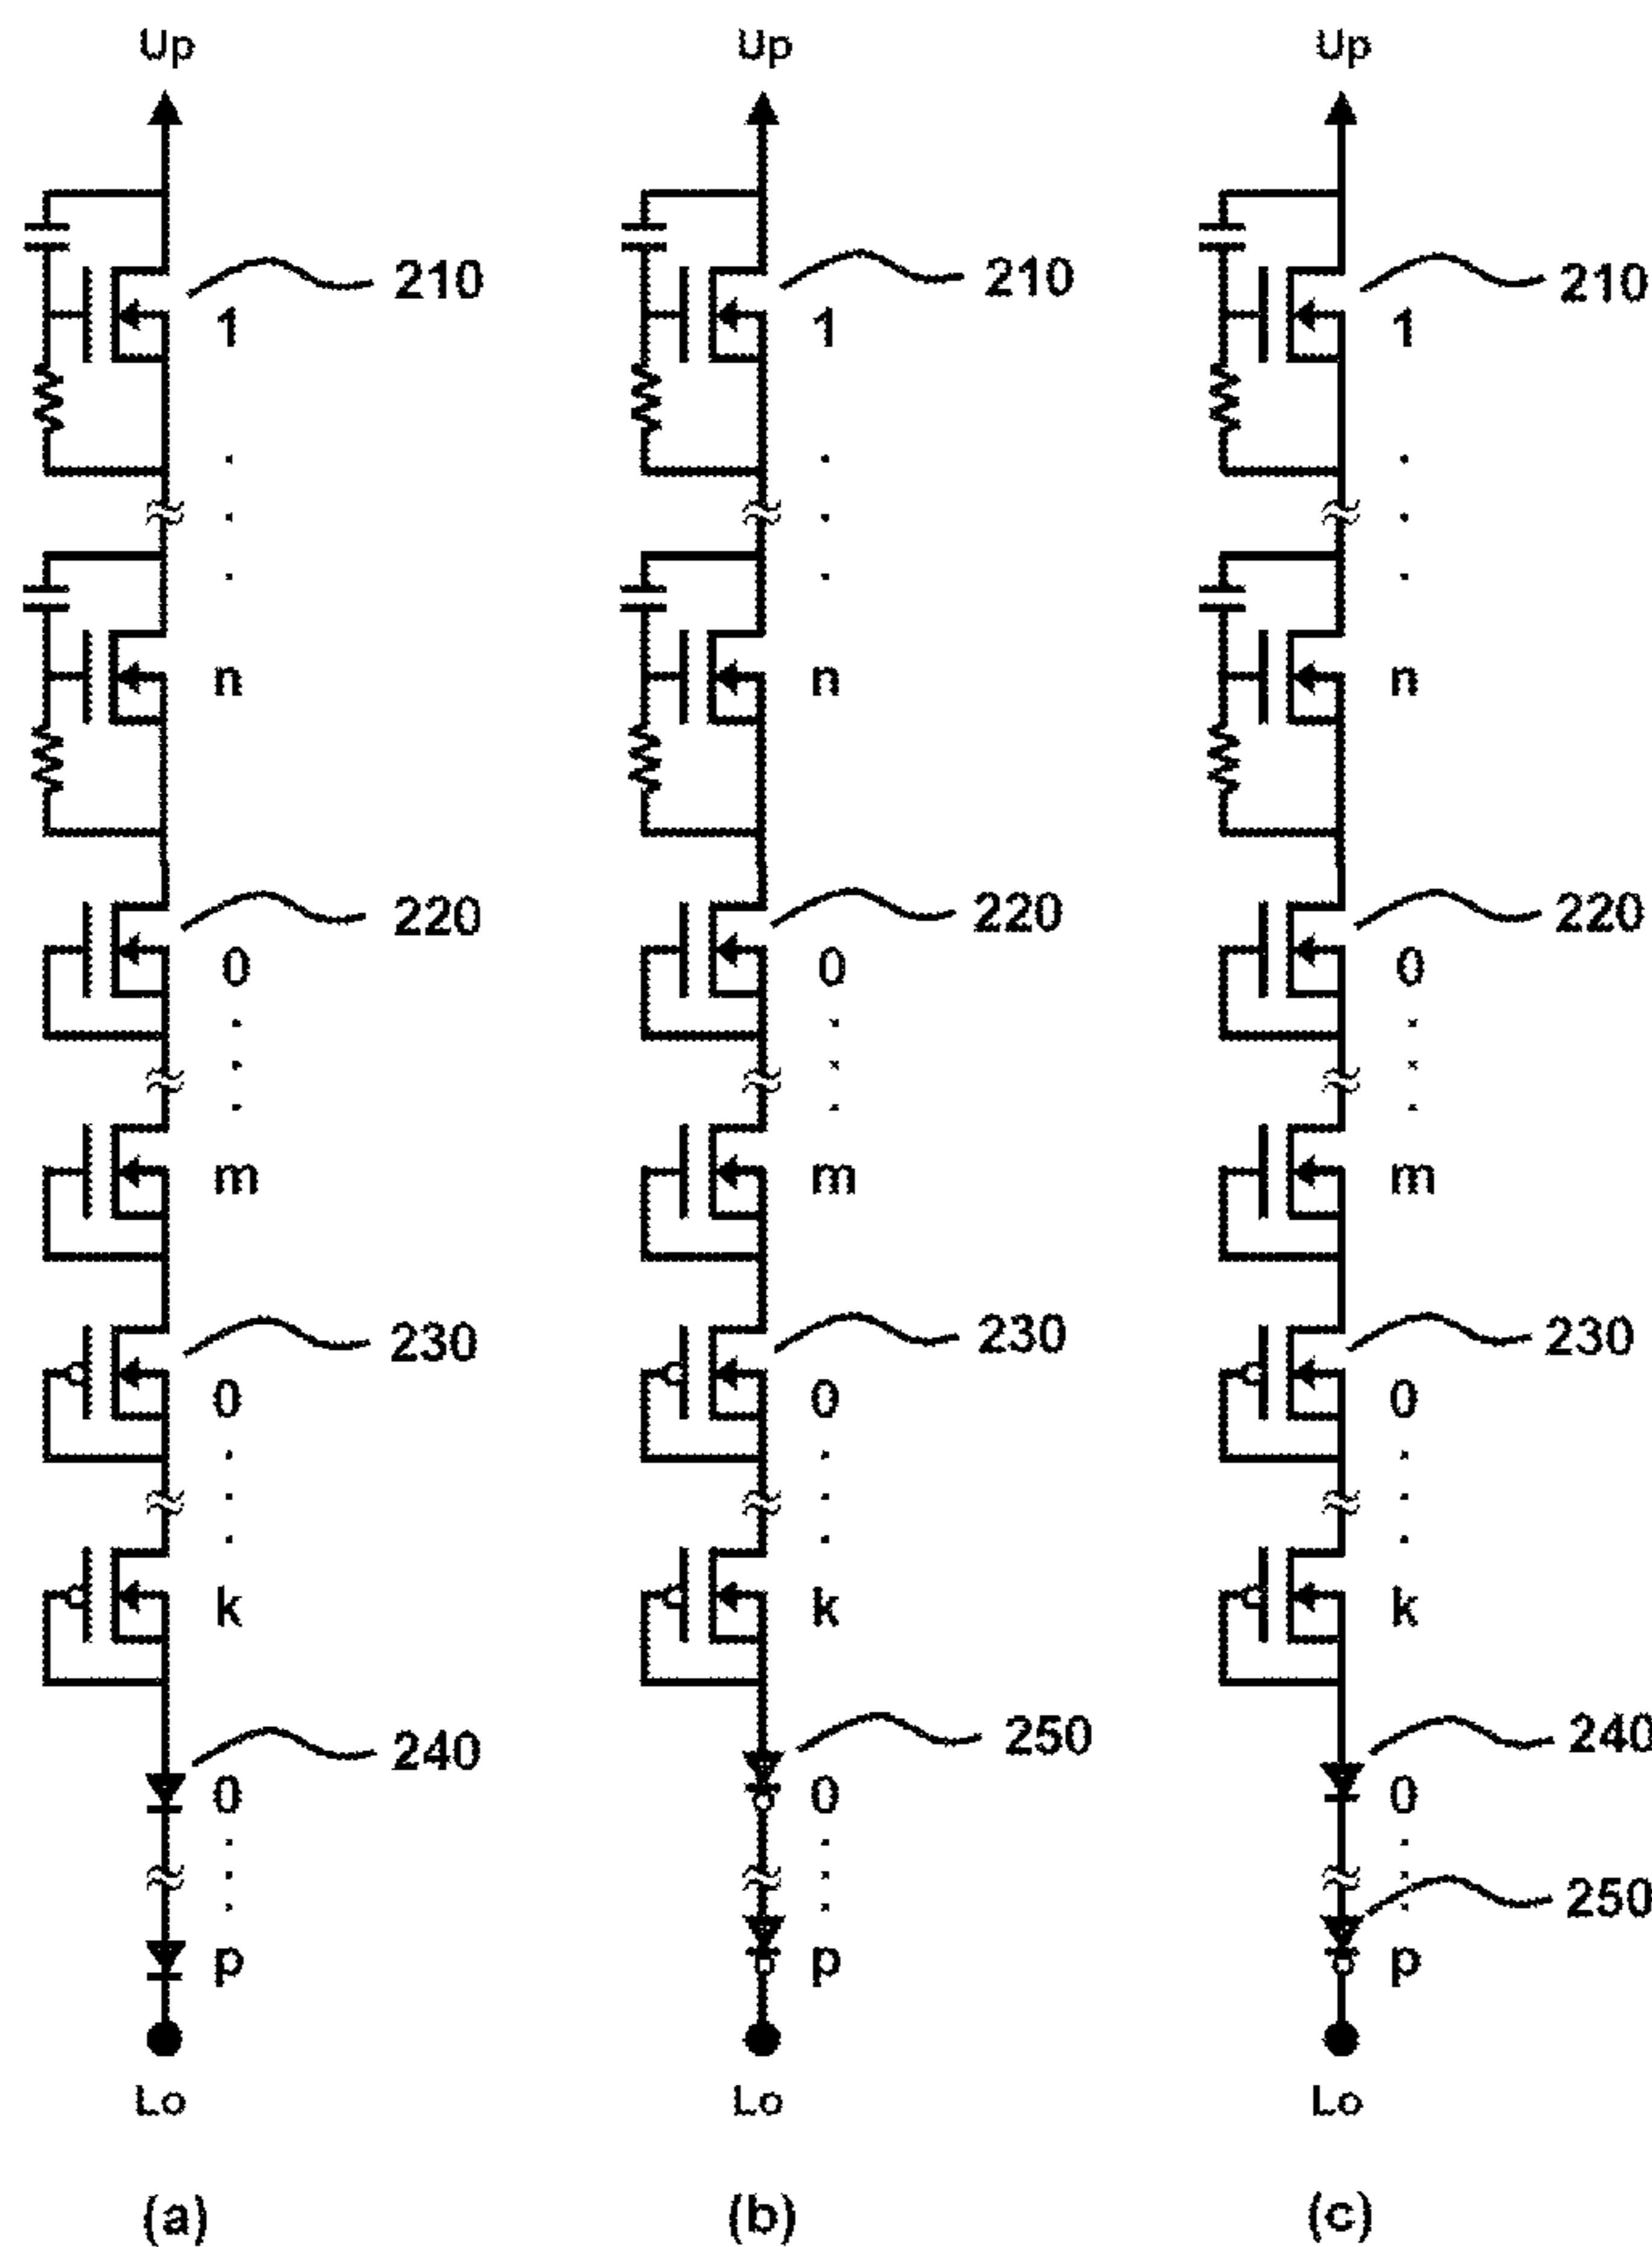 Up Up Up
210 210 210
1 1 1
n n n
220 220 220
0 0 0
m m m
230 230 230
0 0 0
k k k
240 250 240
0 0 0
250
p p p
Lo Lo Lo
(a) (b) (c)